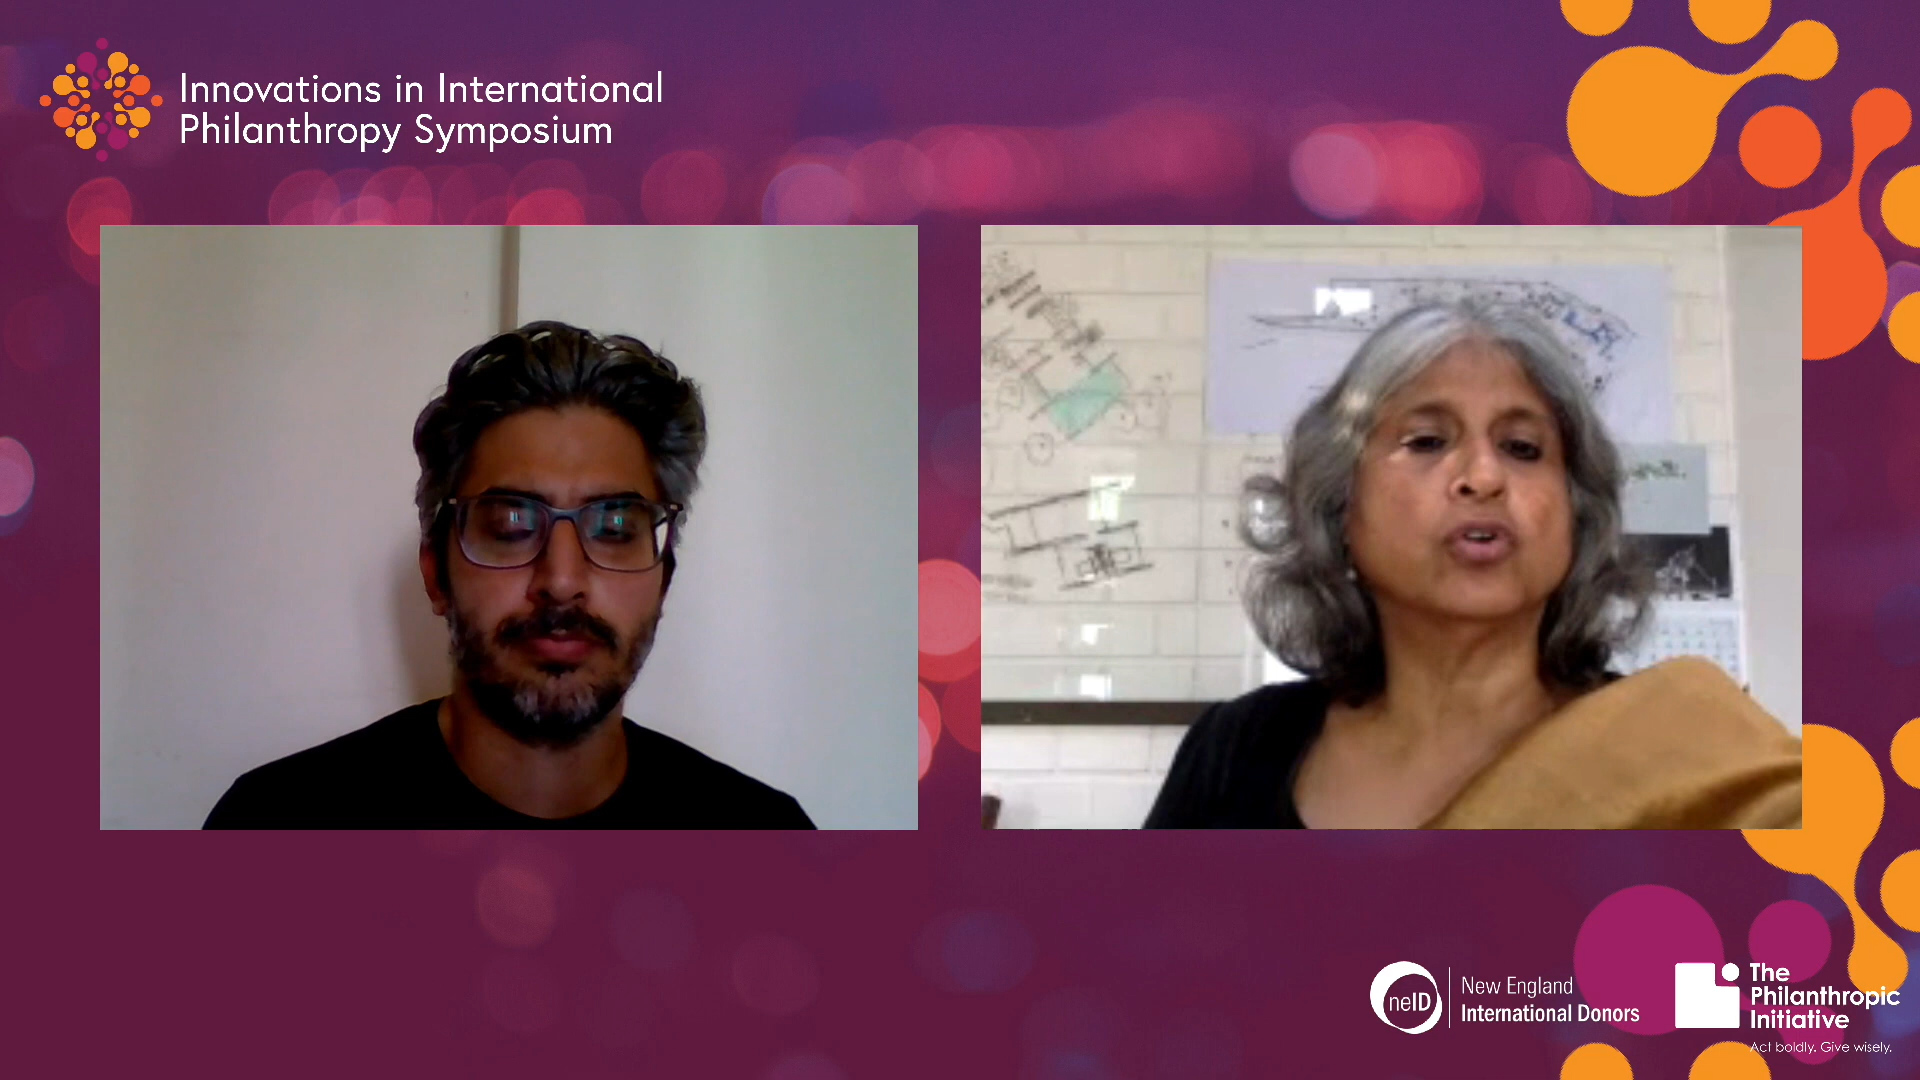 Innovations in International
Philanthropy Symposium
neID
New England
International Donors
The
Philanthropic
Initiative
Act boldly. Give wisely.